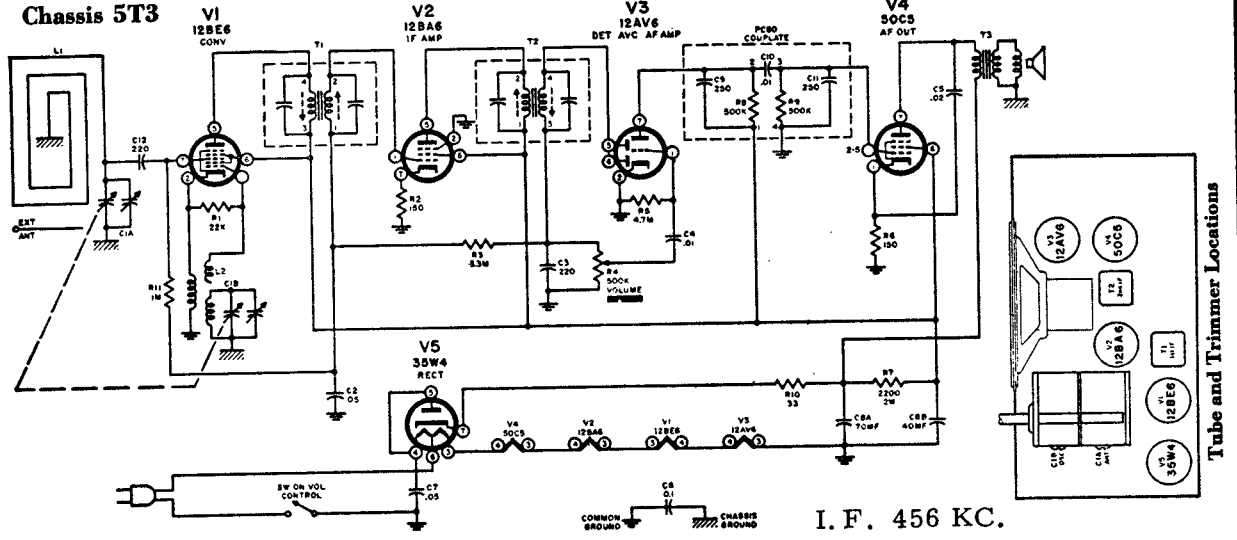 Chassis 5T3
V1
12BE6
CONV
V2
12BA6
IF AMP
V3
12AV6
DET AVC AF AMP
V4
50C5
AF OUT
L1
T1
T2
PC80
COUPLATE
T3
C12
220
EXT
ANT
C1A
R1
22K
L2
C1B
R11
1M
R2
150
R3
3.3M
C3
220
R4
500K
VOLUME
R5
4.7M
C4
.01
C9
250
C10
.01
C11
250
R8
500K
R9
500K
2-5
R6
150
C5
.02
C2
.05
V5
35W4
RECT
V4
50C5
V2
12BA6
V1
12BE6
V3
12AV6
R10
33
R7
2200
2W
C8A
70MF
C8B
40MF
C7
.05
SW ON VOL
CONTROL
C6
0.1
COMMON
GROUND
CHASSIS
GROUND
I.F. 456 KC.
V3
12AV6
V4
50C5
T2
V2
12BA6
T1
V1
12BE6
V5
35W4
C1B
OSC
C1A
ANT
Tube and Trimmer Locations